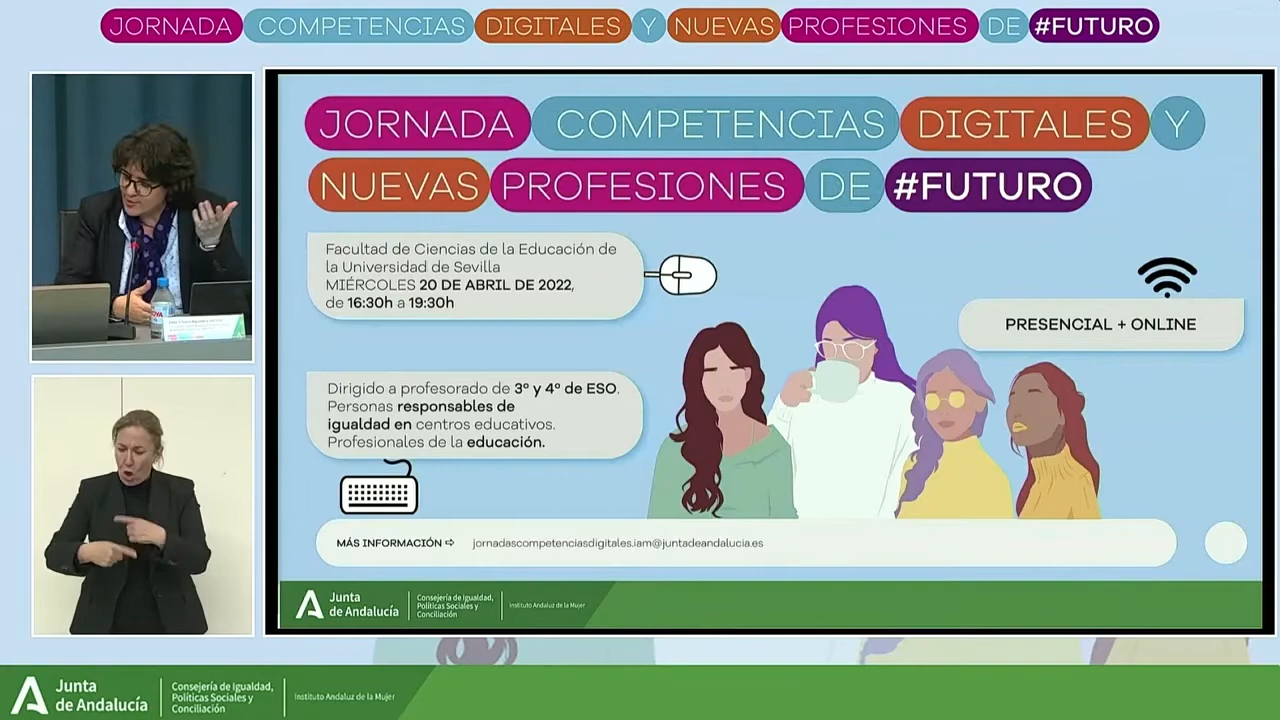 JORNADA COMPETENCIAS DIGITALES Y NUEVAS PROFESIONES DE #FUTURO
JORNADA COMPETENCIAS DIGITALES Y
NUEVAS PROFESIONES DE #FUTURO
Facultad de Ciencias de la Educación de
la Universidad de Sevilla
MIÉRCOLES 20 DE ABRIL DE 2022,
de 16:30h a 19:30h
PRESENCIAL + ONLINE
Dirigido a profesorado de 3º y 4º de ESO.
Personas responsables de
igualdad en centros educativos.
Profesionales de la educación.
MÁS INFORMACIÓN ⇨ jornadascompetenciasdigitales.iam@juntadeandalucia.es
Junta
de Andalucía
Consejería de Igualdad,
Políticas Sociales y
Conciliación
Instituto Andaluz de la Mujer
Junta
de Andalucía
Consejería de Igualdad,
Políticas Sociales y
Conciliación
Instituto Andaluz de la Mujer